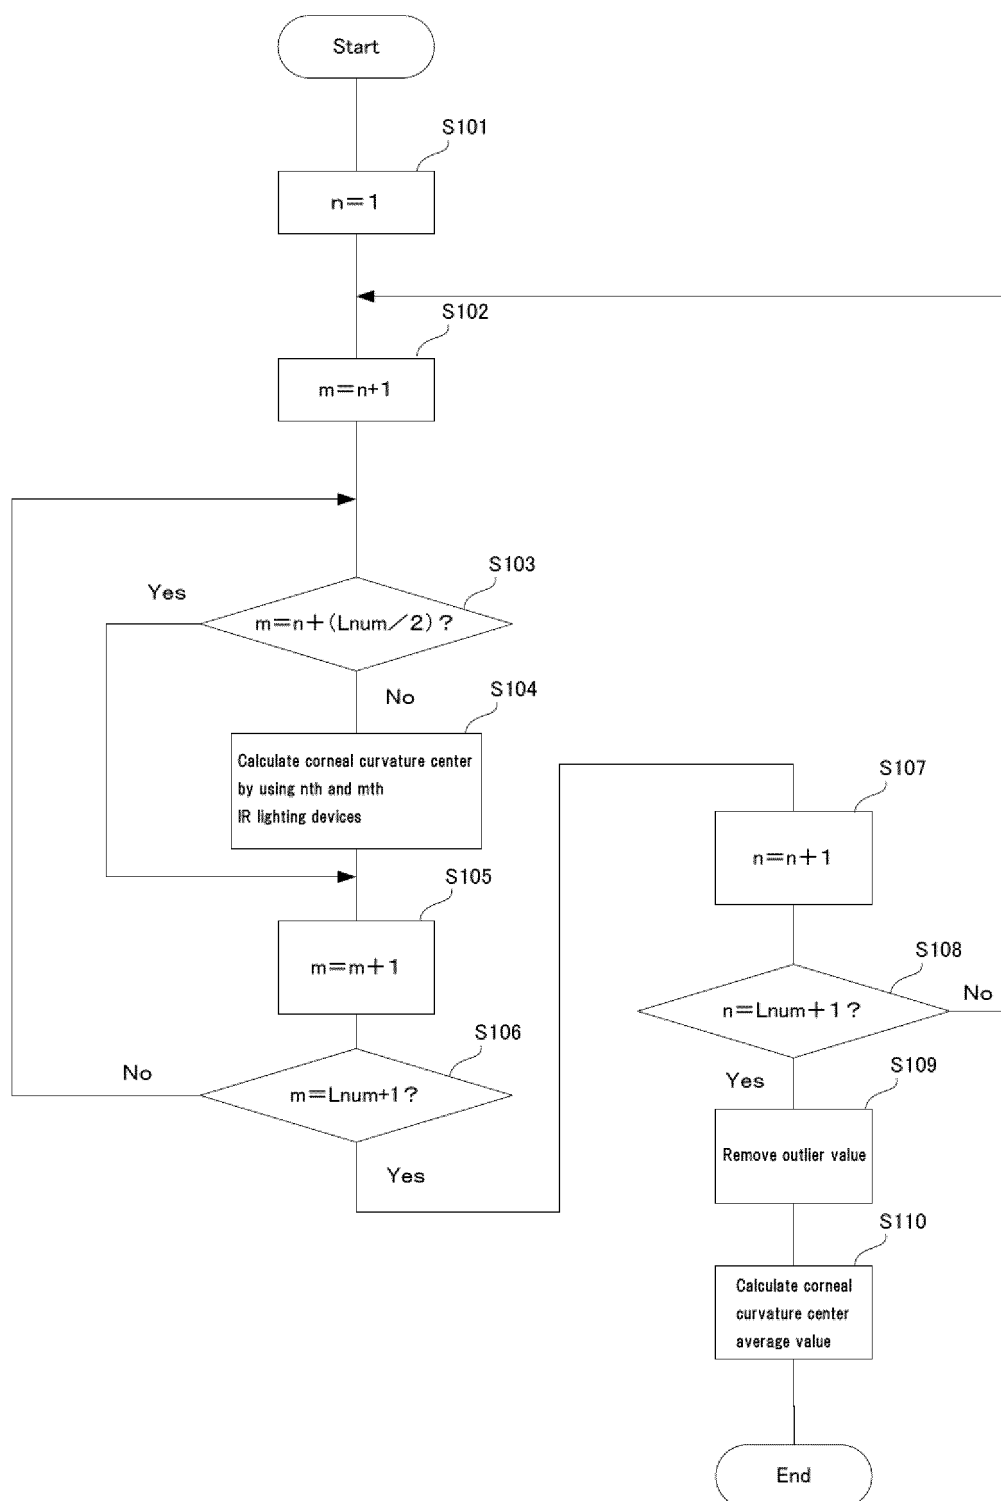 Start
S101
n=1
S102
m=n+1
S103
Yes
m=n+(Lnum/2)?
No
S104
Calculate corneal curvature center
by using nth and mth
IR lighting devices
S105
m=m+1
S106
No
m=Lnum+1?
Yes
S107
n=n+1
S108
n=Lnum+1?
No
Yes
S109
Remove outlier value
S110
Calculate corneal
curvature center
average value
End